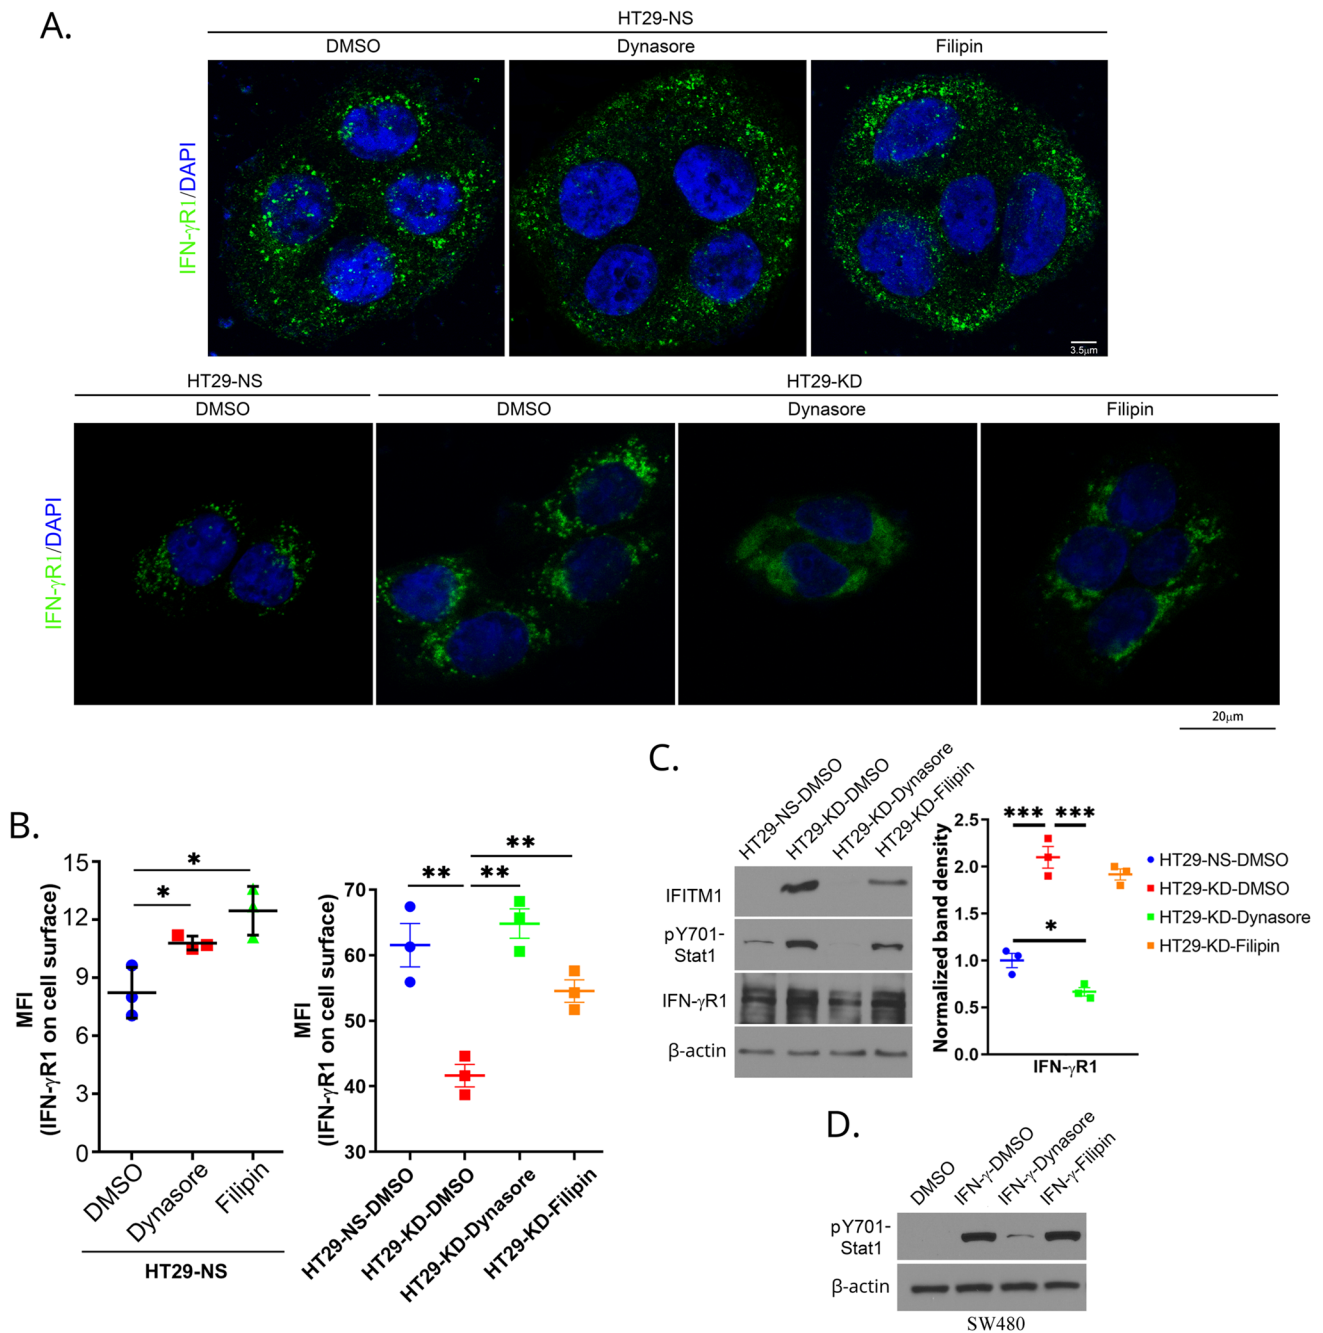 A.
HT29-NS
DMSO Dynasore Filipin
IFN-γR1/DAPI
3.5μm
HT29-NS HT29-KD
DMSO DMSO Dynasore Filipin
IFN-γR1/DAPI
20μm
B.
MFI
(IFN-γR1 on cell surface)
15
12
9
6
3
0
* *
DMSO
Dynasore
Filipin
HT29-NS
MFI
(IFN-γR1 on cell surface)
70
60
50
40
30
** ** **
HT29-NS-DMSO
HT29-KD-DMSO
HT29-KD-Dynasore
HT29-KD-Filipin
C.
HT29-NS-DMSO
HT29-KD-DMSO
HT29-KD-Dynasore
HT29-KD-Filipin
IFITM1
pY701-
Stat1
IFN-γR1
β-actin
Normalized band density
2.5
2.0
1.5
1.0
0.5
0.0
*** ***
*
IFN-γR1
HT29-NS-DMSO
HT29-KD-DMSO
HT29-KD-Dynasore
HT29-KD-Filipin
D.
DMSO
IFN-γ-DMSO
IFN-γ-Dynasore
IFN-γ-Filipin
pY701-
Stat1
β-actin
SW480